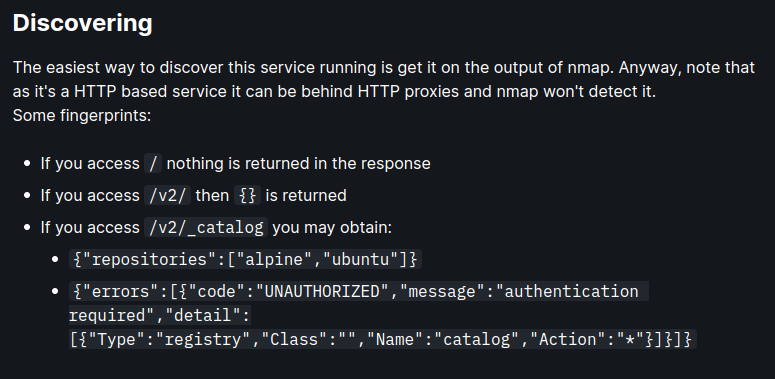 Discovering
The easiest way to discover this service running is get it on the output of nmap. Anyway, note that
as it's a HTTP based service it can be behind HTTP proxies and nmap won't detect it.
Some fingerprints:
• If you access / nothing is returned in the response
• If you access /v2/ then {} is returned
• If you access /v2/_catalog you may obtain:
• {"repositories":["alpine","ubuntu"]}
• {"errors":[{"code":"UNAUTHORIZED","message":"authentication
required","detail":
[{"Type":"registry","Class":"","Name":"catalog","Action":"*"}]}]}